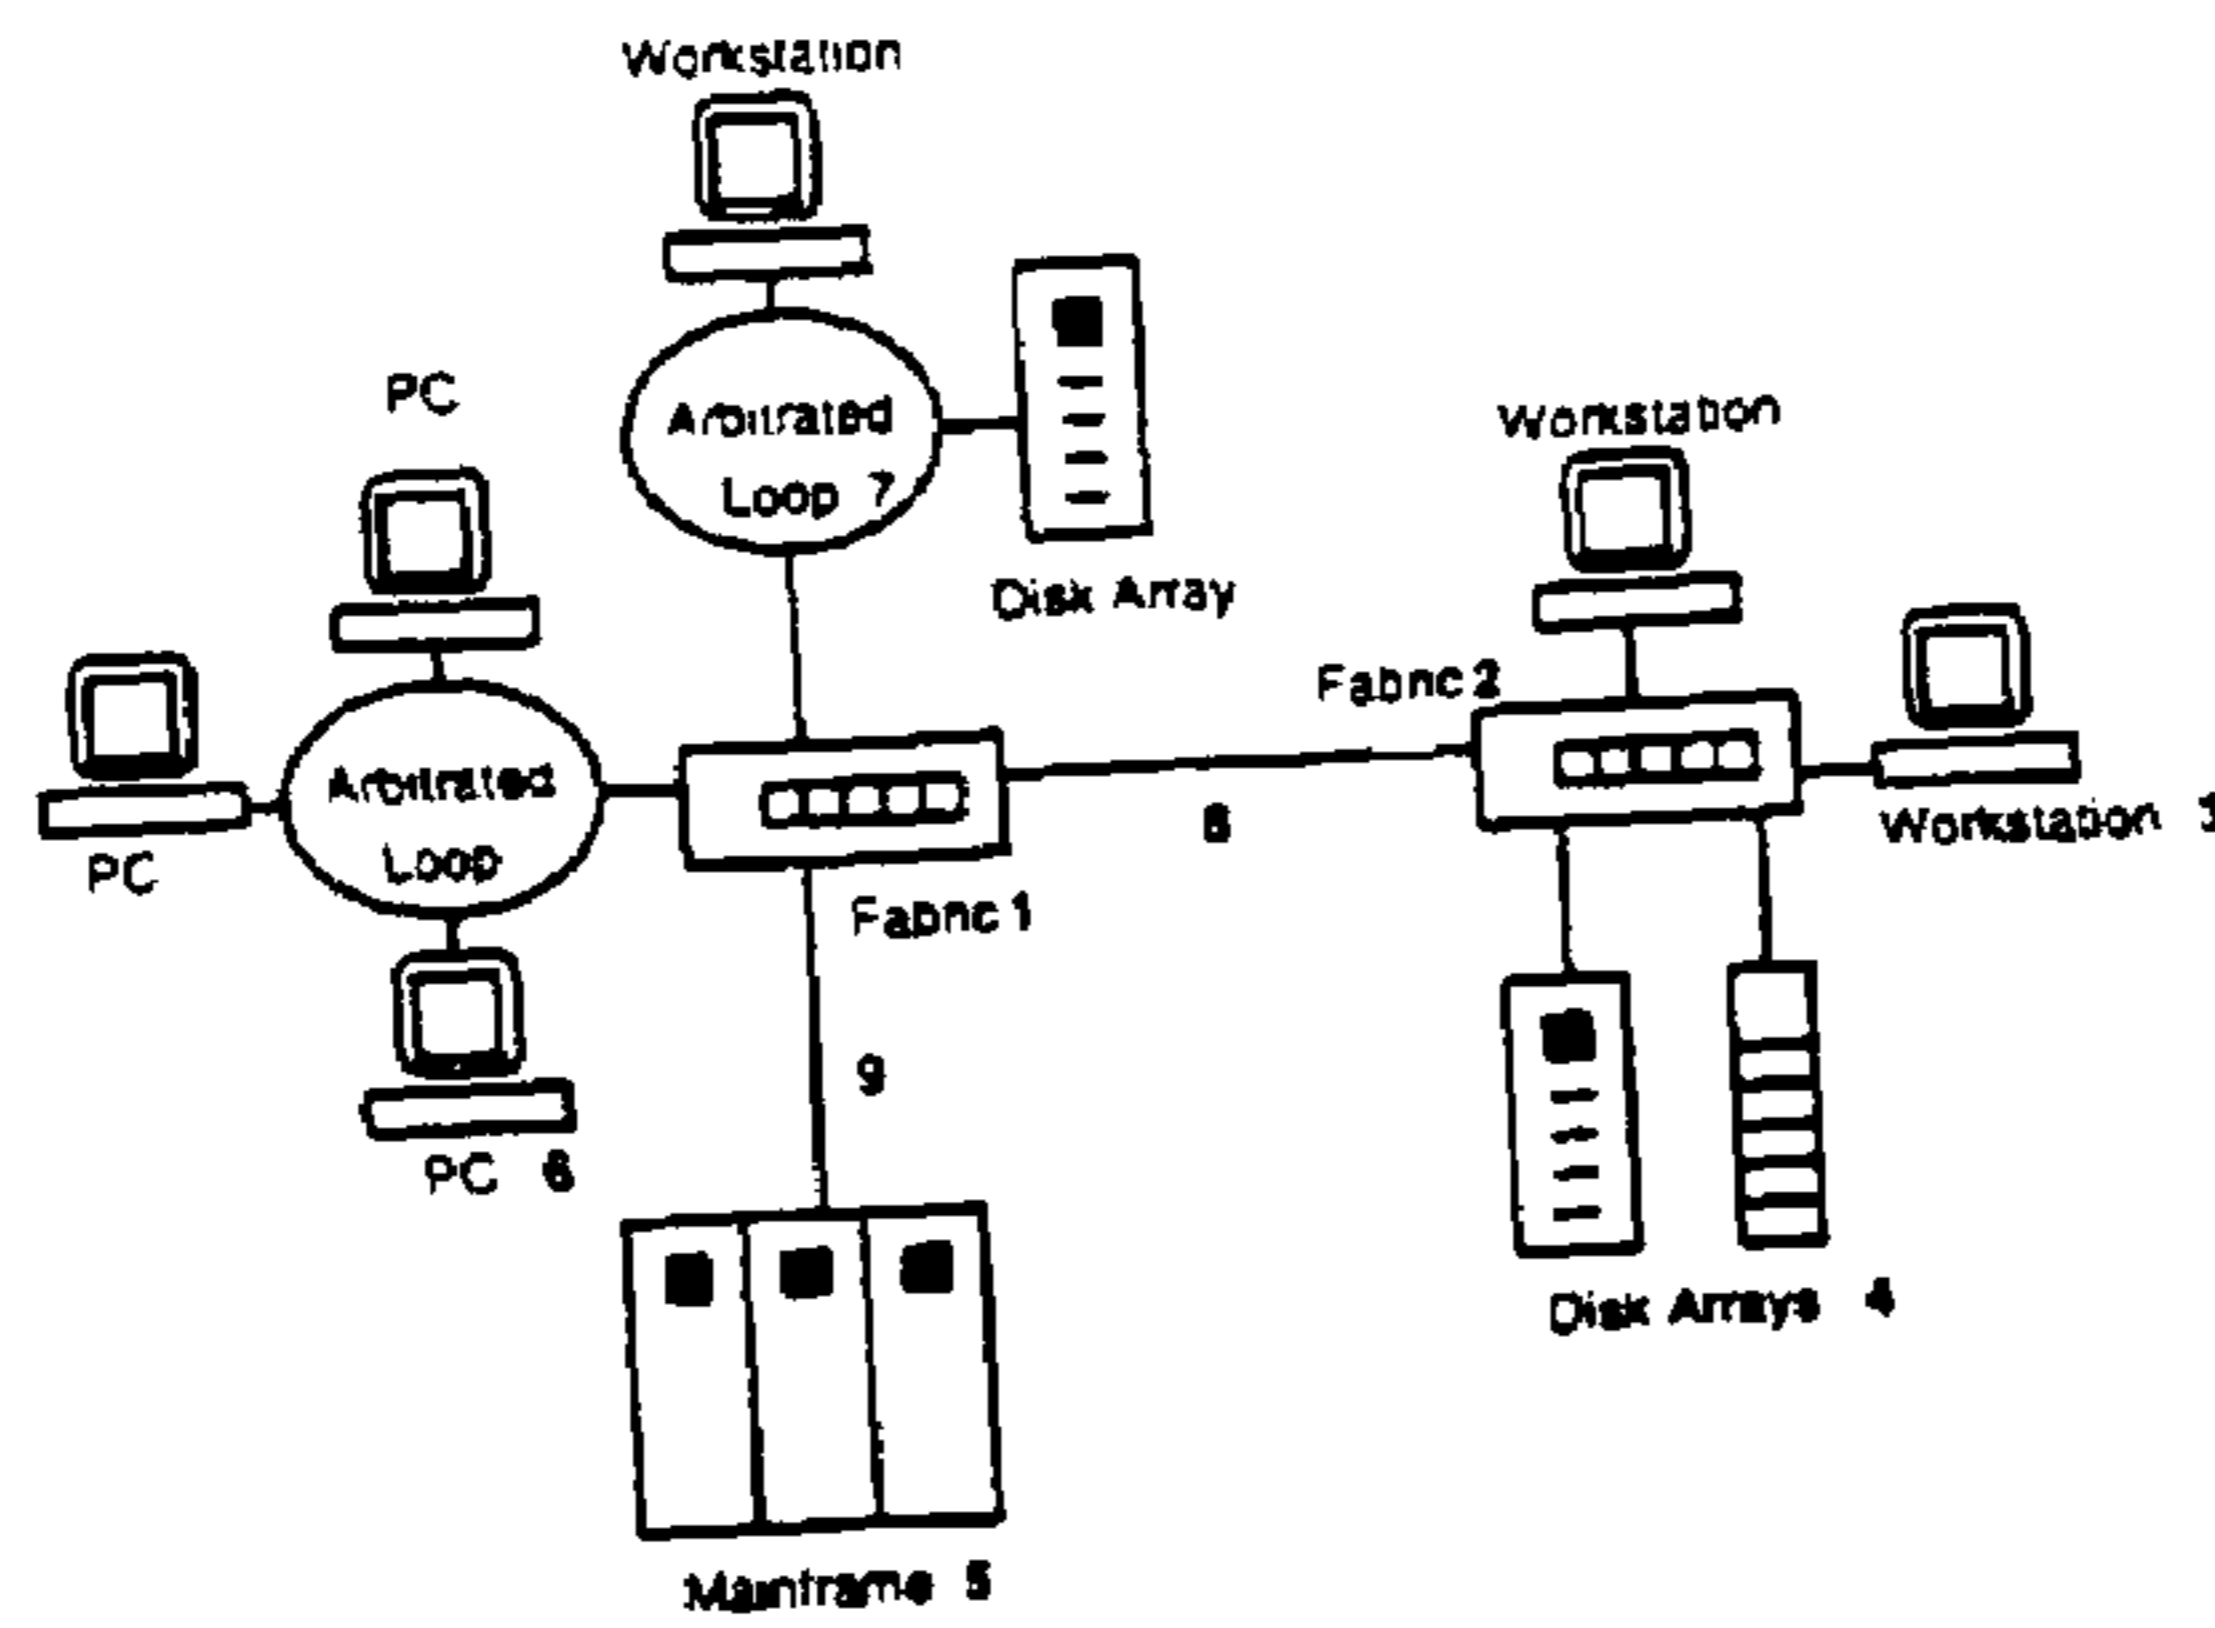 Workstation
PC
Arbitrated
Loop 7
Workstation
Disk Array
Fabric 2
Arbitrated
Loop
PC
Workstation 3
Fabric 1
9
PC 6
Disk Arrays 4
Mainframe 5